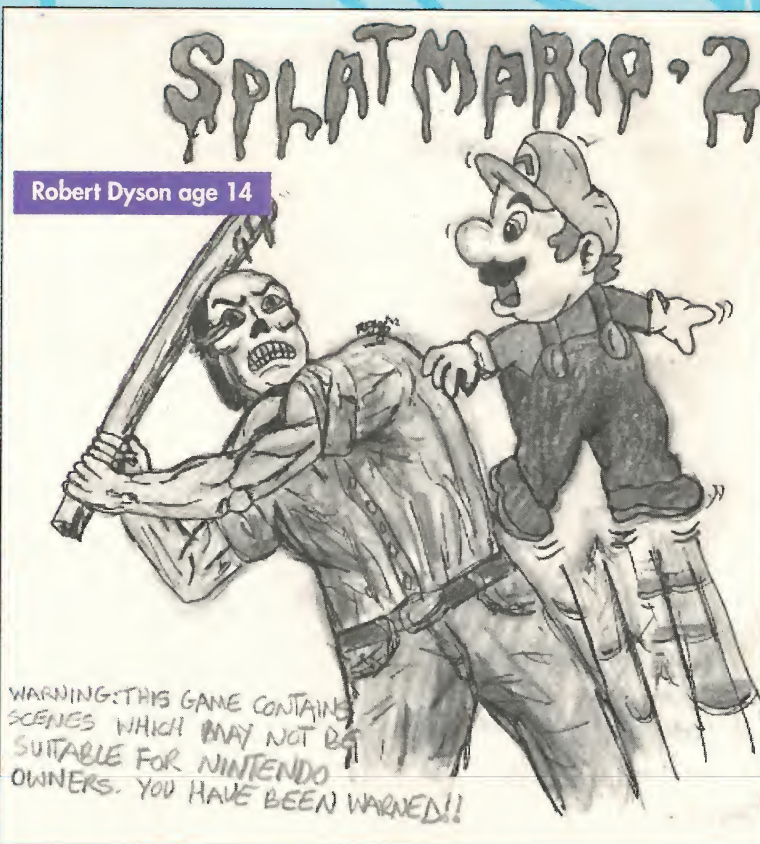 SPLATMARIO·2
Robert Dyson age 14
WARNING:THIS GAME CONTAINS
SCENES WHICH MAY NOT BE
SUITABLE FOR NINTENDO
OWNERS. YOU HAVE BEEN WARNED!!